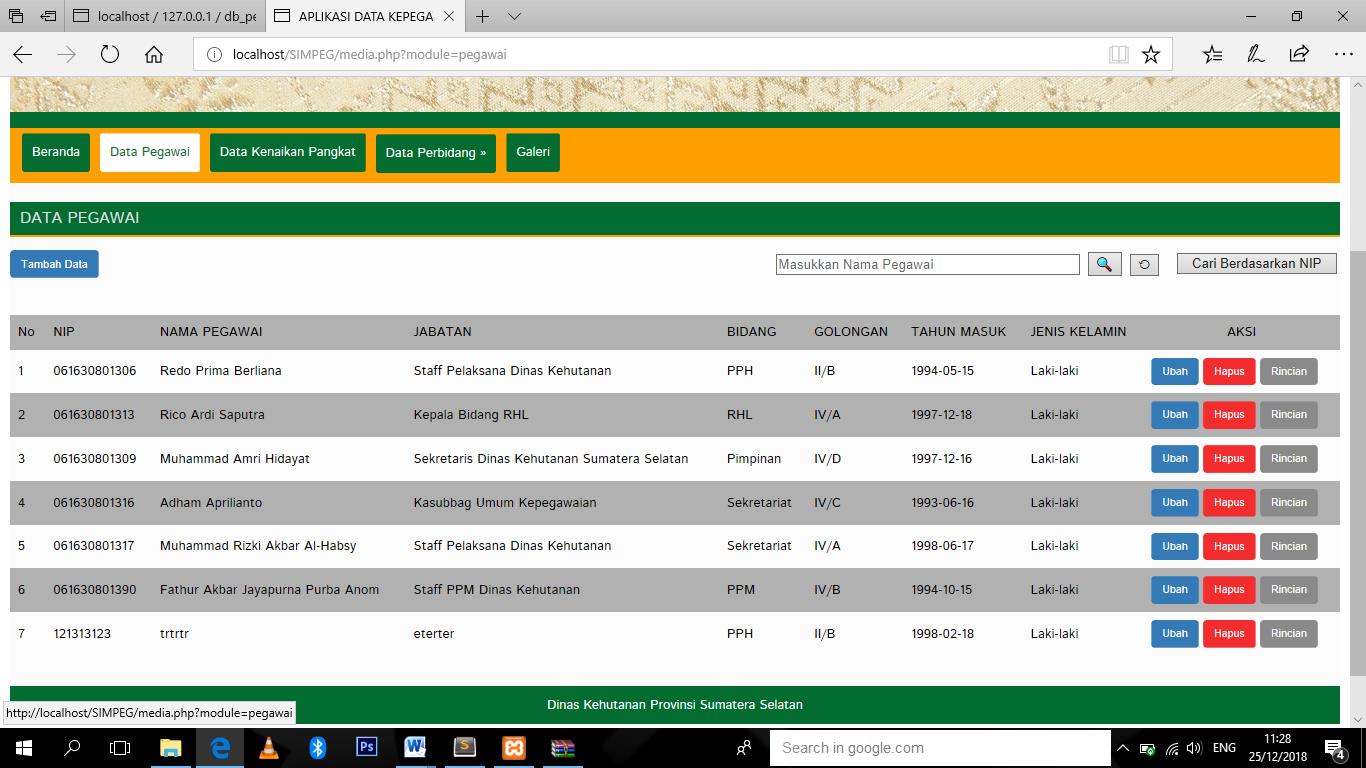 localhost / 127.0.0.1 / db_pe
APLIKASI DATA KEPEGA
localhost/SIMPEG/media.php?module=pegawai
Beranda
Data Pegawai
Data Kenaikan Pangkat
Data Perbidang »
Galeri
DATA PEGAWAI
Tambah Data
Masukkan Nama Pegawai
Cari Berdasarkan NIP
No NIP NAMA PEGAWAI JABATAN BIDANG GOLONGAN TAHUN MASUK JENIS KELAMIN AKSI
1 061630801306 Redo Prima Berliana Staff Pelaksana Dinas Kehutanan PPH II/B 1994-05-15 Laki-laki Ubah Hapus Rincian
2 061630801313 Rico Ardi Saputra Kepala Bidang RHL RHL IV/A 1997-12-18 Laki-laki Ubah Hapus Rincian
3 061630801309 Muhammad Amri Hidayat Sekretaris Dinas Kehutanan Sumatera Selatan Pimpinan IV/D 1997-12-16 Laki-laki Ubah Hapus Rincian
4 061630801316 Adham Aprilianto Kasubbag Umum Kepegawaian Sekretariat IV/C 1993-06-16 Laki-laki Ubah Hapus Rincian
5 061630801317 Muhammad Rizki Akbar Al-Habsy Staff Pelaksana Dinas Kehutanan Sekretariat IV/A 1998-06-17 Laki-laki Ubah Hapus Rincian
6 061630801390 Fathur Akbar Jayapurna Purba Anom Staff PPM Dinas Kehutanan PPM IV/B 1994-10-15 Laki-laki Ubah Hapus Rincian
7 121313123 trtrtr eterter PPH II/B 1998-02-18 Laki-laki Ubah Hapus Rincian
Dinas Kehutanan Provinsi Sumatera Selatan
http://localhost/SIMPEG/media.php?module=pegawai
Ps
Search in google.com
ENG
11:28
25/12/2018
4